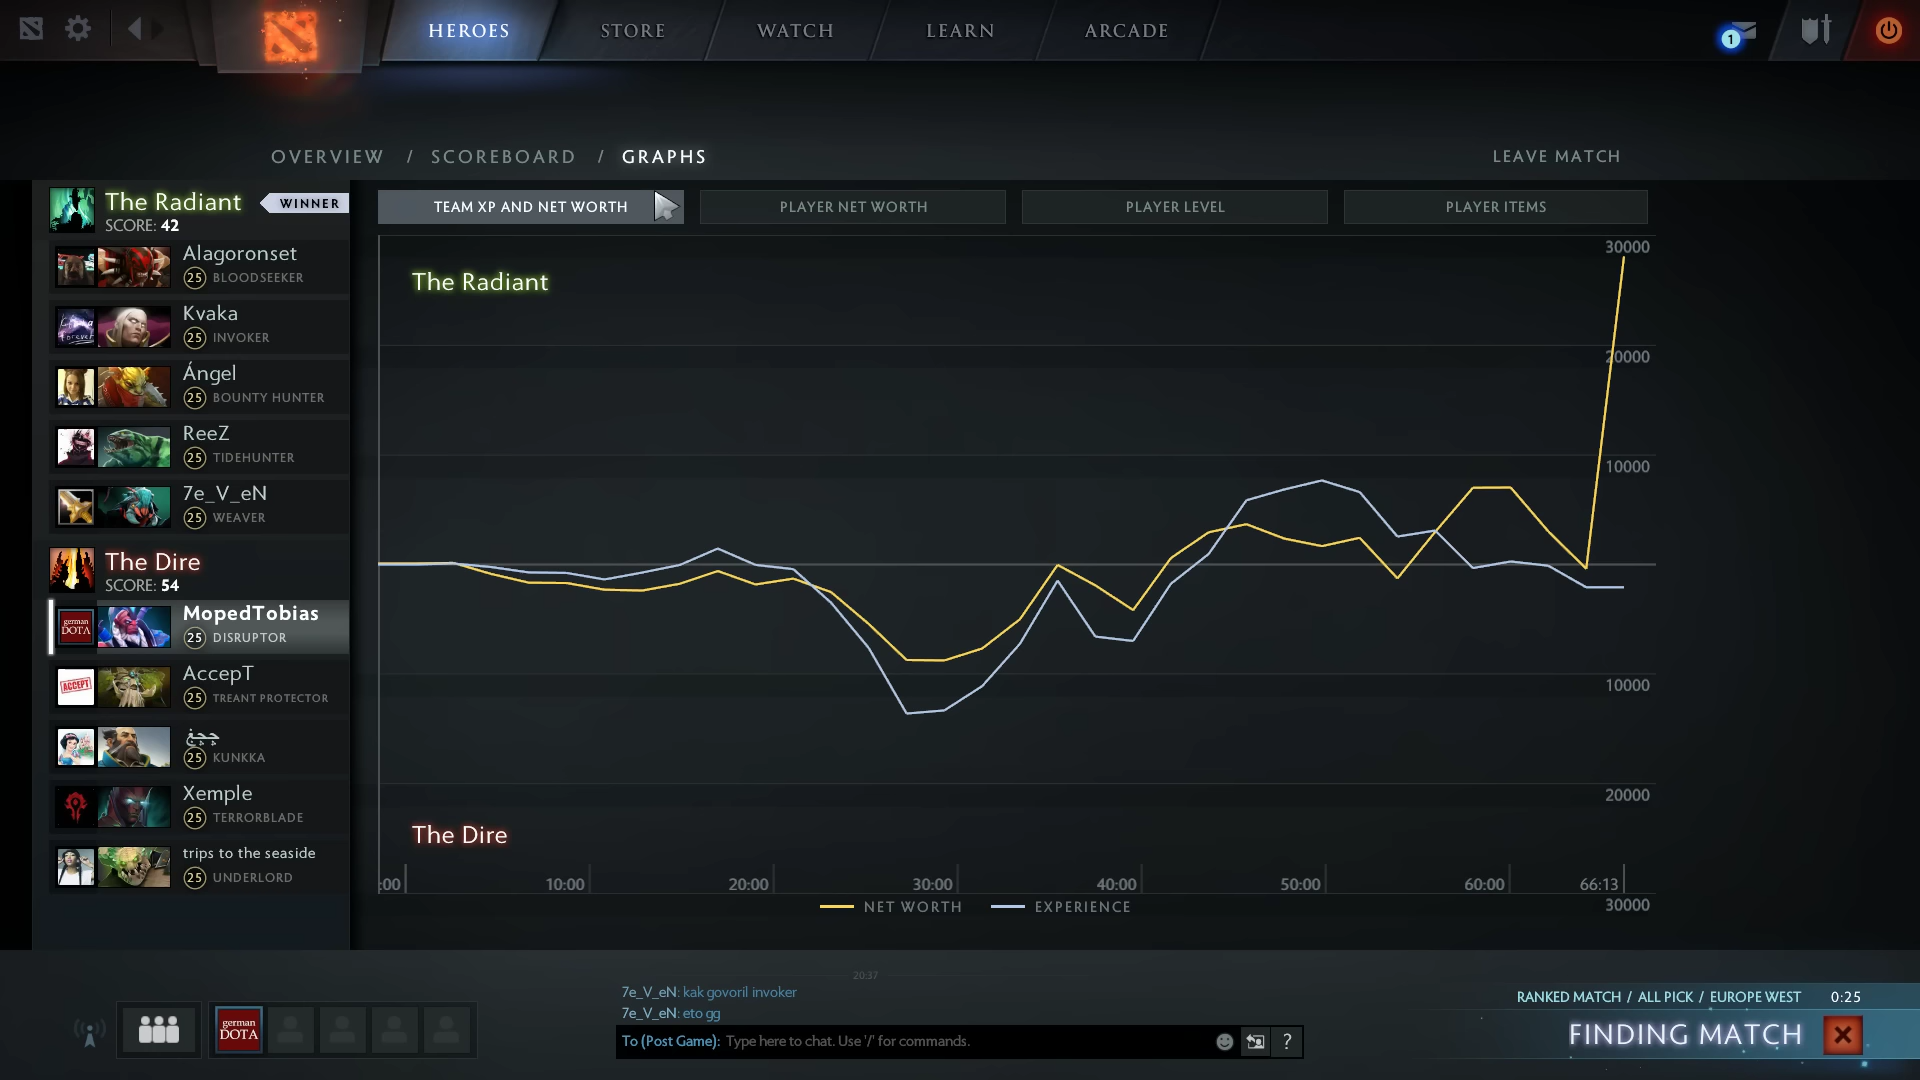 HEROES
STORE
WATCH
LEARN
ARCADE
1
OVERVIEW / SCOREBOARD / GRAPHS
LEAVE MATCH
The Radiant
WINNER
SCORE: 42
Alagoronset
25 BLOODSEEKER
Kvaka
25 INVOKER
Ángel
25 BOUNTY HUNTER
ReeZ
25 TIDEHUNTER
7e_V_eN
25 WEAVER
The Dire
SCORE: 54
german DOTA
MopedTobias
25 DISRUPTOR
ACCEPT
AccepT
25 TREANT PROTECTOR
25 KUNKKA
Xemple
25 TERRORBLADE
trips to the seaside
25 UNDERLORD
TEAM XP AND NET WORTH
PLAYER NET WORTH
PLAYER LEVEL
PLAYER ITEMS
The Radiant
30000
20000
10000
10000
20000
30000
The Dire
:00
10:00
20:00
30:00
40:00
50:00
60:00
66:13
NET WORTH
EXPERIENCE
german DOTA
20:37
7e_V_eN: kak govoril invoker
7e_V_eN: eto gg
To (Post Game): Type here to chat. Use '/' for commands.
?
RANKED MATCH / ALL PICK / EUROPE WEST 0:25
FINDING MATCH